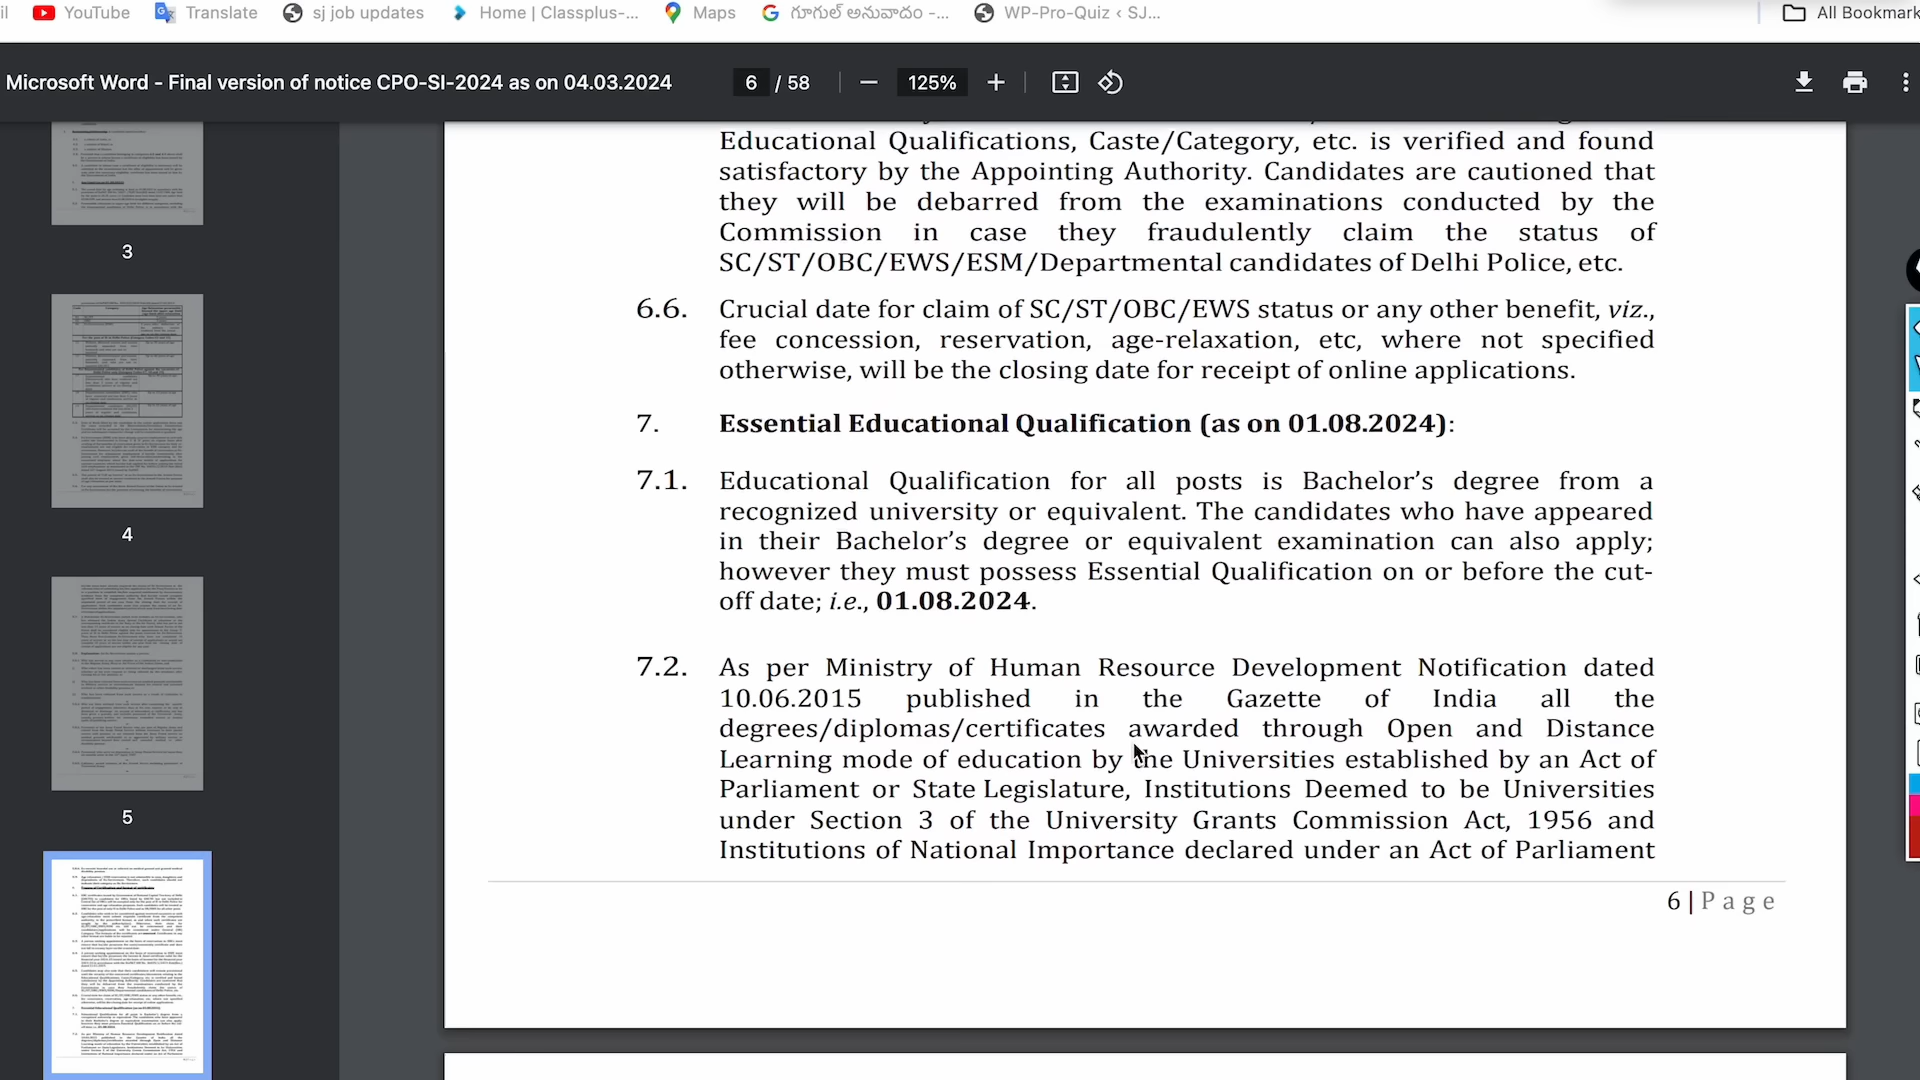 YouTube
Translate
sj job updates
Home | Classplus-...
Maps
గూగుల్ అనువాదం -...
WP-Pro-Quiz ‹ SJ...
All Bookmark
Microsoft Word - Final version of notice CPO-SI-2024 as on 04.03.2024
6 / 58
125%
3
4
5
Educational Qualifications, Caste/Category, etc. is verified and found
satisfactory by the Appointing Authority. Candidates are cautioned that
they will be debarred from the examinations conducted by the
Commission in case they fraudulently claim the status of
SC/ST/OBC/EWS/ESM/Departmental candidates of Delhi Police, etc.
6.6. Crucial date for claim of SC/ST/OBC/EWS status or any other benefit, viz.,
fee concession, reservation, age-relaxation, etc, where not specified
otherwise, will be the closing date for receipt of online applications.
7. Essential Educational Qualification (as on 01.08.2024):
7.1. Educational Qualification for all posts is Bachelor’s degree from a
recognized university or equivalent. The candidates who have appeared
in their Bachelor’s degree or equivalent examination can also apply;
however they must possess Essential Qualification on or before the cut-
off date; i.e., 01.08.2024.
7.2. As per Ministry of Human Resource Development Notification dated
10.06.2015 published in the Gazette of India all the
degrees/diplomas/certificates awarded through Open and Distance
Learning mode of education by the Universities established by an Act of
Parliament or State Legislature, Institutions Deemed to be Universities
under Section 3 of the University Grants Commission Act, 1956 and
Institutions of National Importance declared under an Act of Parliament
6 | P a g e